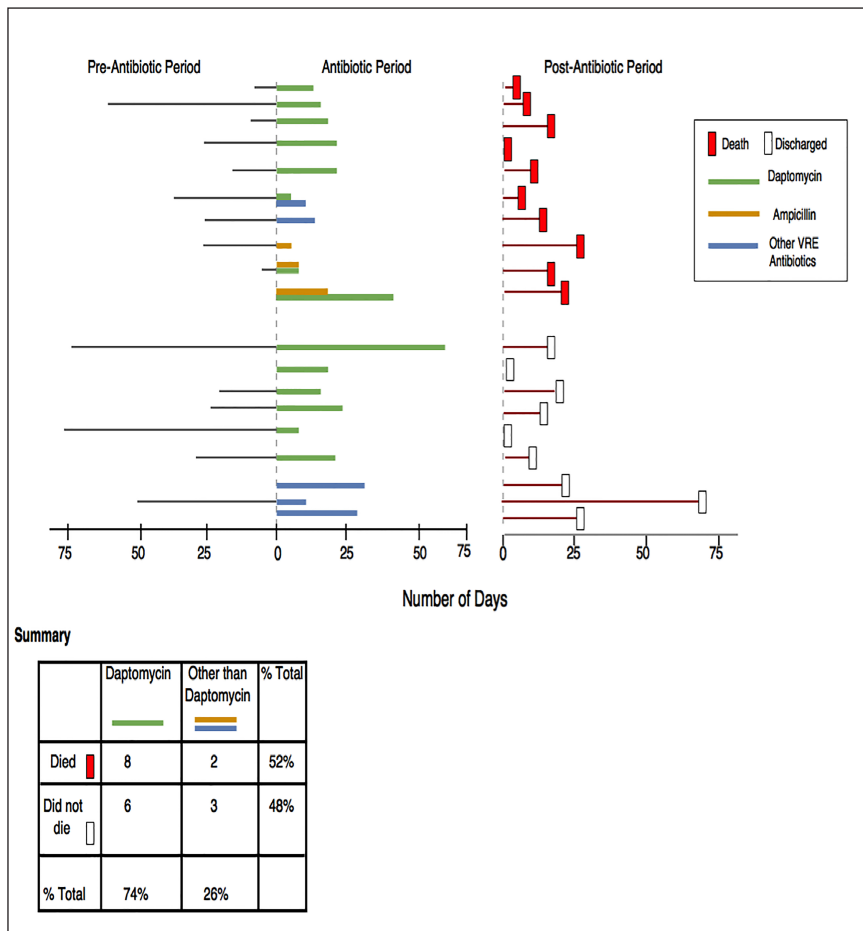 Pre-Antibiotic Period
Antibiotic Period
Post-Antibiotic Period
Death
Discharged
Daptomycin
Ampicillin
Other VRE
Antibiotics
75
50
25
0
25
50
75
0
25
50
75
Number of Days
Summary
Daptomycin
Other than
Daptomycin
% Total
Died
8
2
52%
Did not
die
6
3
48%
% Total
74%
26%